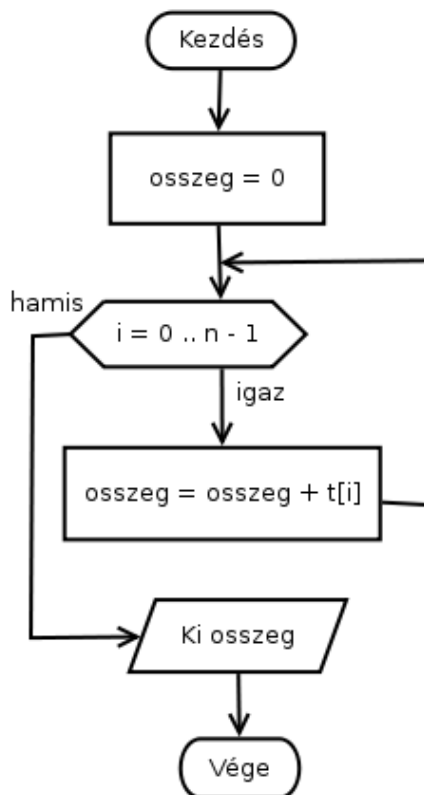 Kezdés
osszeg = 0
hamis
i = 0 .. n - 1
igaz
osszeg = osszeg + t[i]
Ki osszeg
Vége